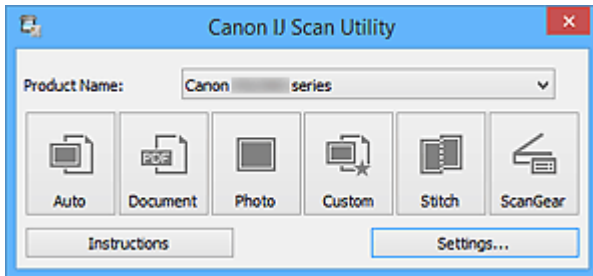 Canon IJ Scan Utility
Product Name: Canon series
PDF
Auto Document Photo Custom Stitch ScanGear
Instructions Settings...